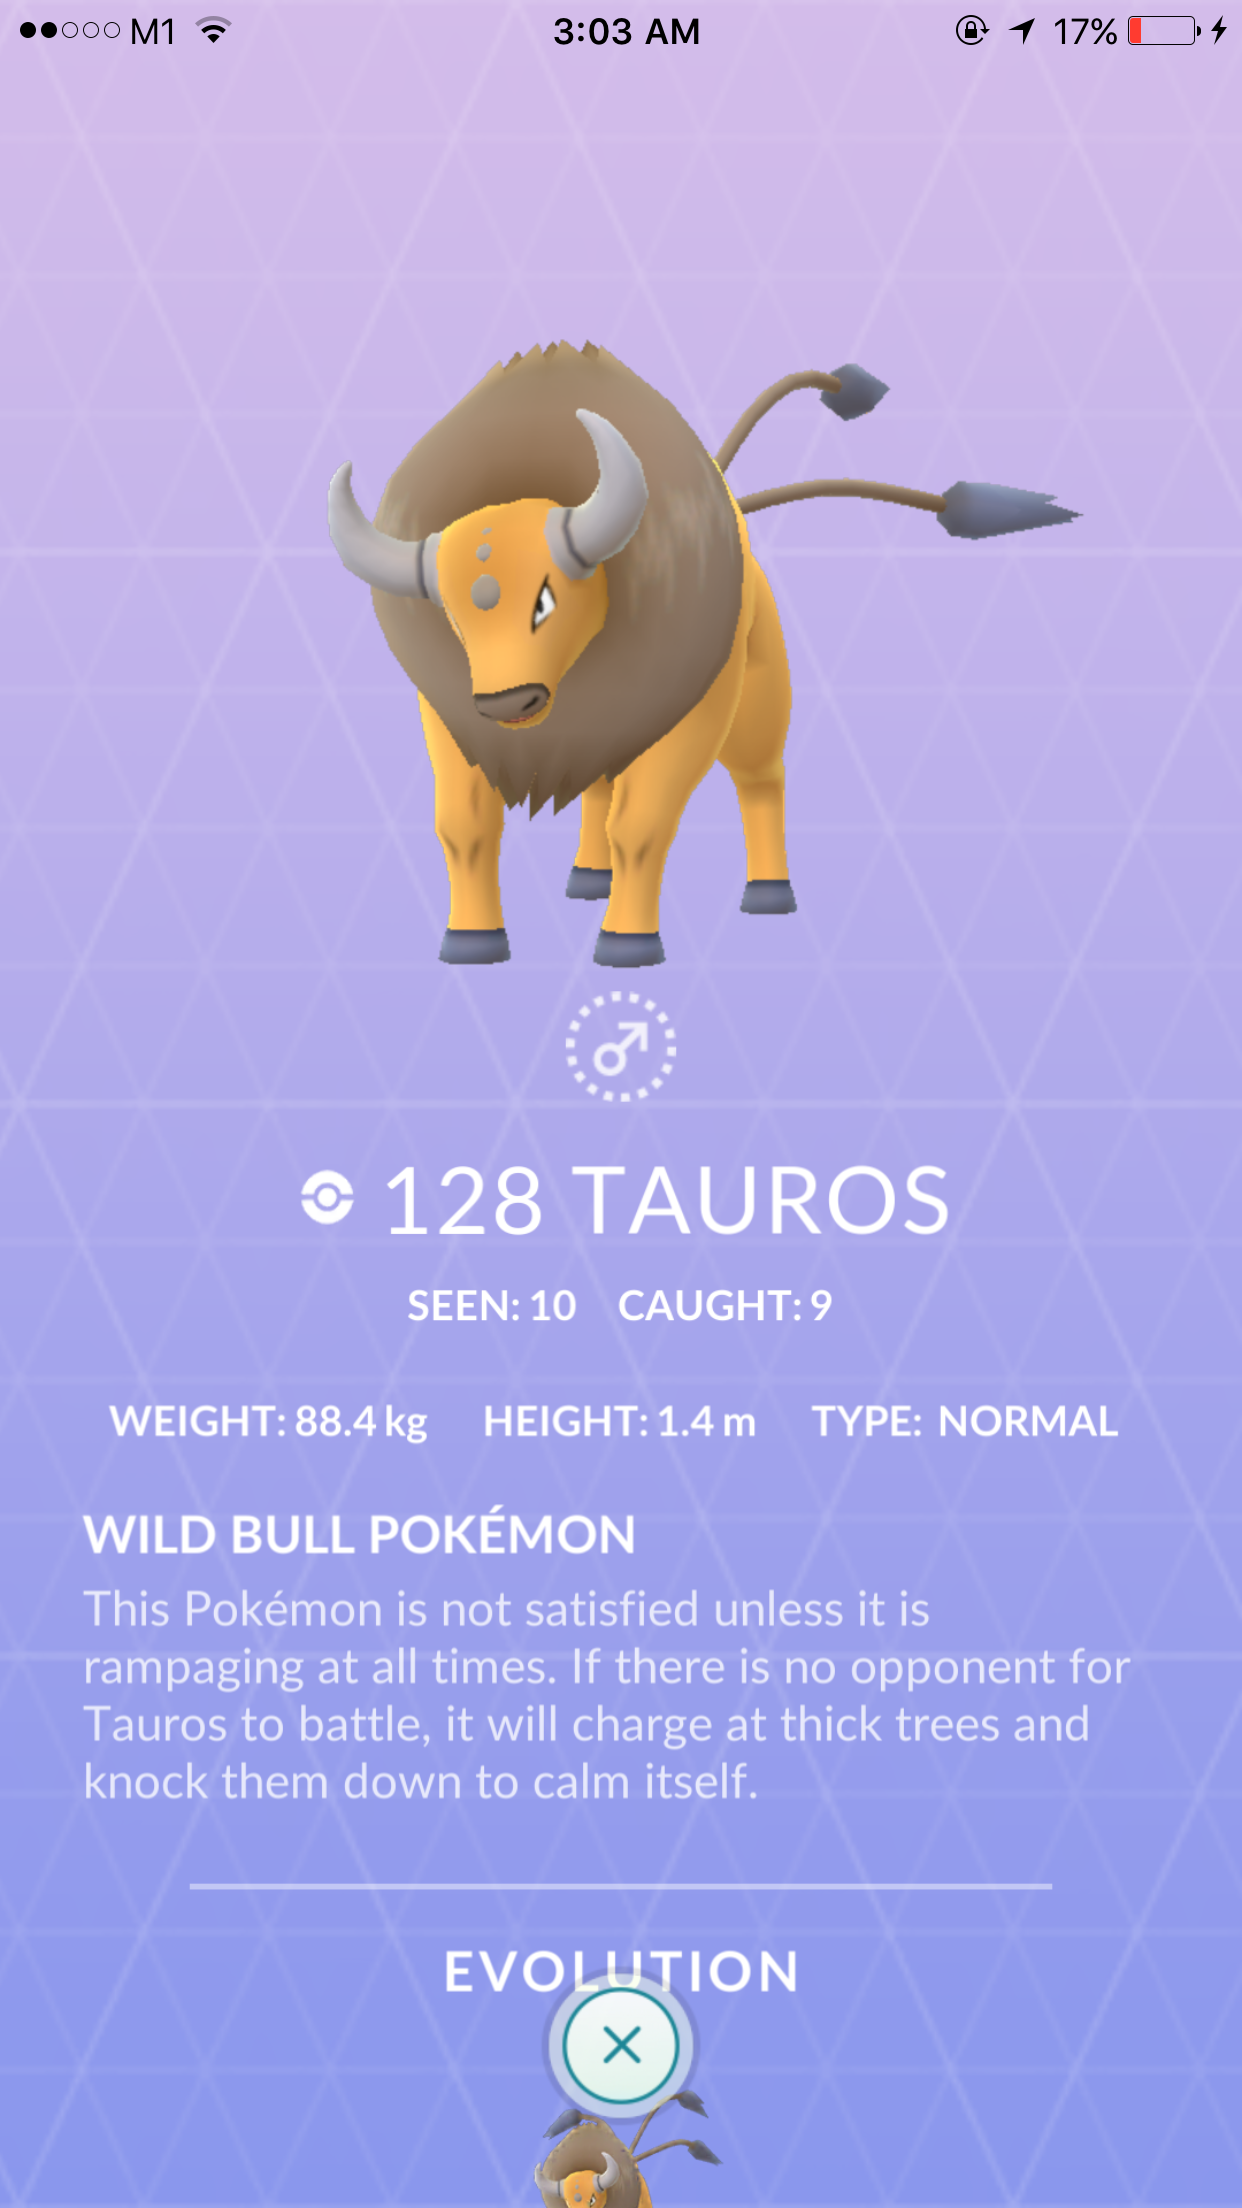 M1 3:03 AM 17%
128 TAUROS
SEEN: 10 CAUGHT: 9
WEIGHT: 88.4 kg HEIGHT: 1.4 m TYPE: NORMAL
WILD BULL POKÉMON
This Pokémon is not satisfied unless it is
rampaging at all times. If there is no opponent for
Tauros to battle, it will charge at thick trees and
knock them down to calm itself.
EVOLUTION